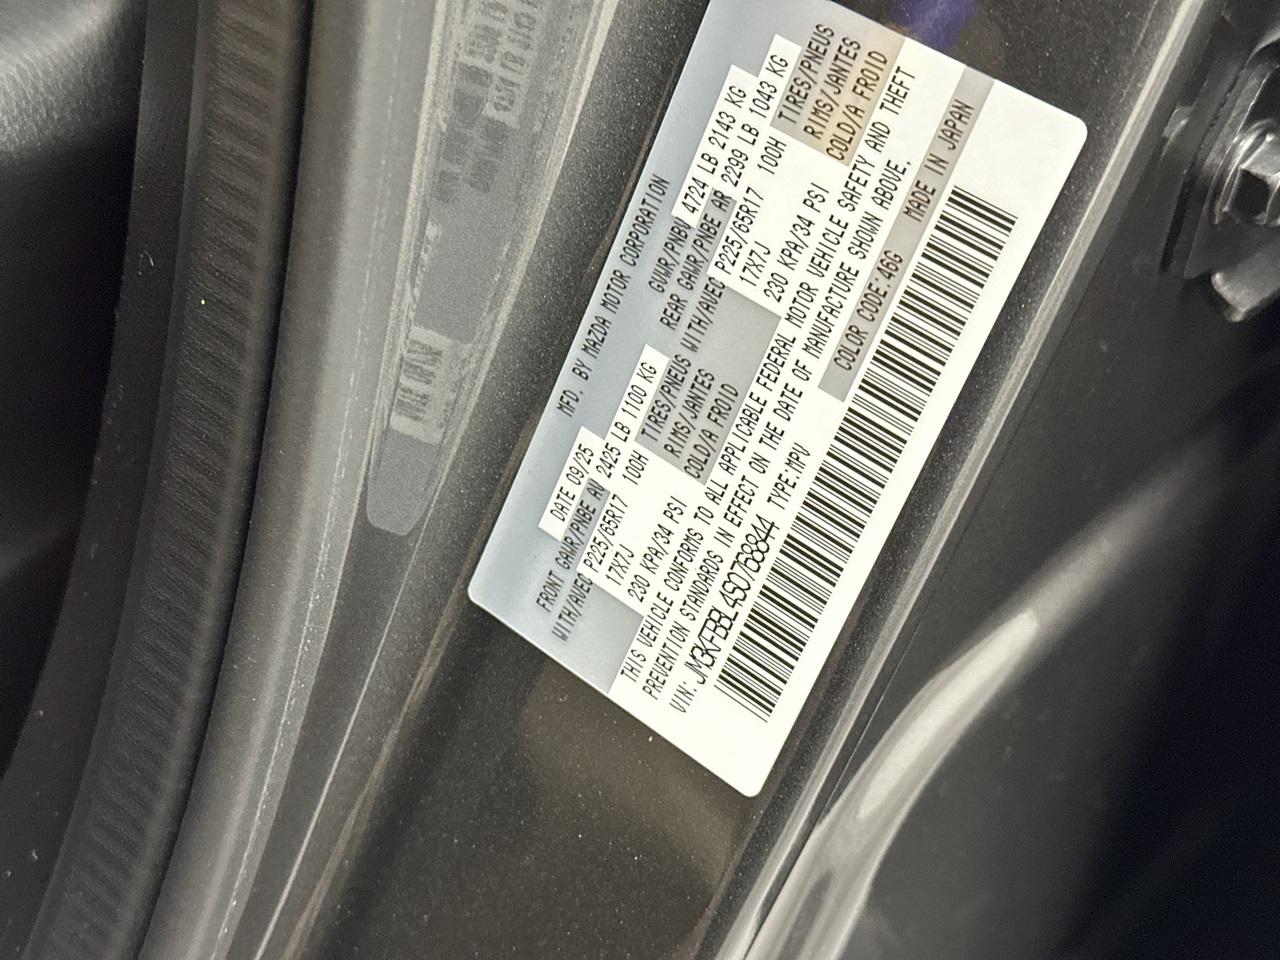 MFD. BY MAZDA MOTOR CORPORATION
DATE 09/25 GVWR/PNBV 4724 LB 2143 KG
FRONT GAWR/PNBE AV 2425 LB 1100 KG REAR GAWR/PNBE AR 2299 LB 1043 KG
WITH/AVEC P225/65R17 100H TIRES/PNEUS WITH/AVEC P225/65R17 100H TIRES/PNEUS
17X7J RIMS/JANTES 17X7J RIMS/JANTES
230 KPA/34 PSI COLD/A FROID 230 KPA/34 PSI COLD/A FROID
THIS VEHICLE CONFORMS TO ALL APPLICABLE FEDERAL MOTOR VEHICLE SAFETY AND THEFT
PREVENTION STANDARDS IN EFFECT ON THE DATE OF MANUFACTURE SHOWN ABOVE.
VIN: JM3KFBBL4S0768844 TYPE:MPV COLOR CODE:46G MADE IN JAPAN